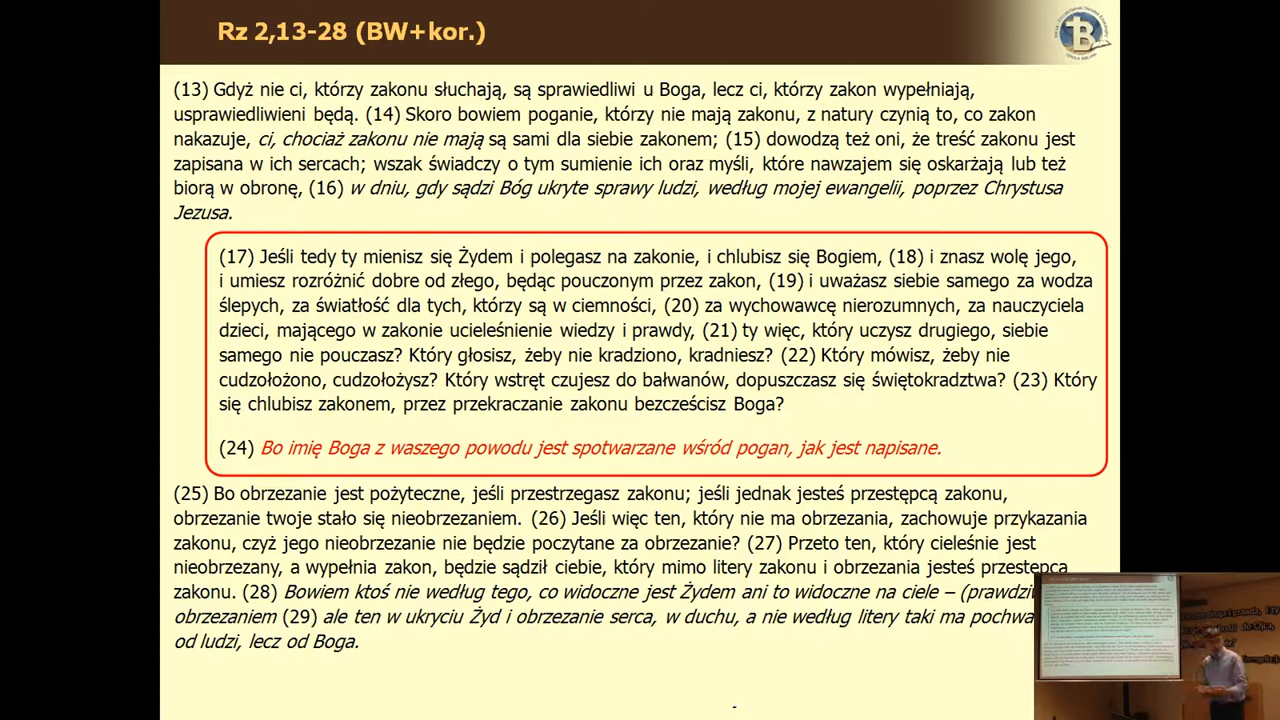 Rz 2,13-28 (BW+kor.)
(13) Gdyż nie ci, którzy zakonu słuchają, są sprawiedliwi u Boga, lecz ci, którzy zakon wypełniają,
usprawiedliwieni będą. (14) Skoro bowiem poganie, którzy nie mają zakonu, z natury czynią to, co zakon
nakazuje, ci, chociaż zakonu nie mają są sami dla siebie zakonem; (15) dowodzą też oni, że treść zakonu jest
zapisana w ich sercach; wszak świadczy o tym sumienie ich oraz myśli, które nawzajem się oskarżają lub też
biorą w obronę, (16) w dniu, gdy sądzi Bóg ukryte sprawy ludzi, według mojej ewangelii, poprzez Chrystusa
Jezusa.
(17) Jeśli tedy ty mienisz się Żydem i polegasz na zakonie, i chlubisz się Bogiem, (18) i znasz wolę jego,
i umiesz rozróżnić dobre od złego, będąc pouczonym przez zakon, (19) i uważasz siebie samego za wodza
ślepych, za światłość dla tych, którzy są w ciemności, (20) za wychowawcę nierozumnych, za nauczyciela
dzieci, mającego w zakonie ucieleśnienie wiedzy i prawdy, (21) ty więc, który uczysz drugiego, siebie
samego nie pouczasz? Który głosisz, żeby nie kradziono, kradniesz? (22) Który mówisz, żeby nie
cudzołożono, cudzołożysz? Który wstręt czujesz do bałwanów, dopuszczasz się świętokradztwa? (23) Który
się chlubisz zakonem, przez przekraczanie zakonu bezcześcisz Boga?
(24) Bo imię Boga z waszego powodu jest spotwarzane wśród pogan, jak jest napisane.
(25) Bo obrzezanie jest pożyteczne, jeśli przestrzegasz zakonu; jeśli jednak jesteś przestępcą zakonu,
obrzezanie twoje stało się nieobrzezaniem. (26) Jeśli więc ten, który nie ma obrzezania, zachowuje przykazania
zakonu, czyż jego nieobrzezanie nie będzie poczytane za obrzezanie? (27) Przeto ten, który cieleśnie jest
nieobrzezany, a wypełnia zakon, będzie sądził ciebie, który mimo litery zakonu i obrzezania jesteś przestępcą
zakonu. (28) Bowiem ktoś nie według tego, co widoczne jest Żydem ani to widoczne na ciele – (prawdzi
obrzezaniem (29) ale ten w ukryciu Żyd i obrzezanie serca, w duchu, a nie według litery taki ma pochwa
od ludzi, lecz od Boga.